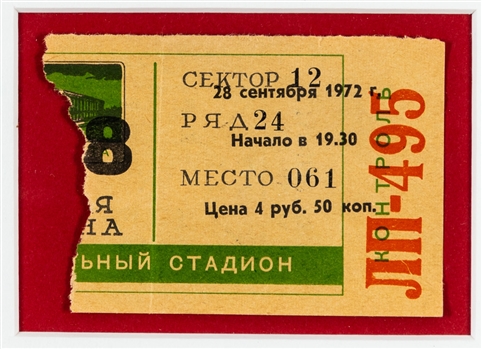 СЕКТОР 12
28 сентября 1972 г.
РЯД 24
Начало в 19.30
МЕСТО 061
Цена 4 руб. 50 коп.
8
Я
НА
ЬНЫЙ СТАДИОН
КОНТРОЛЬ
ЛП-495